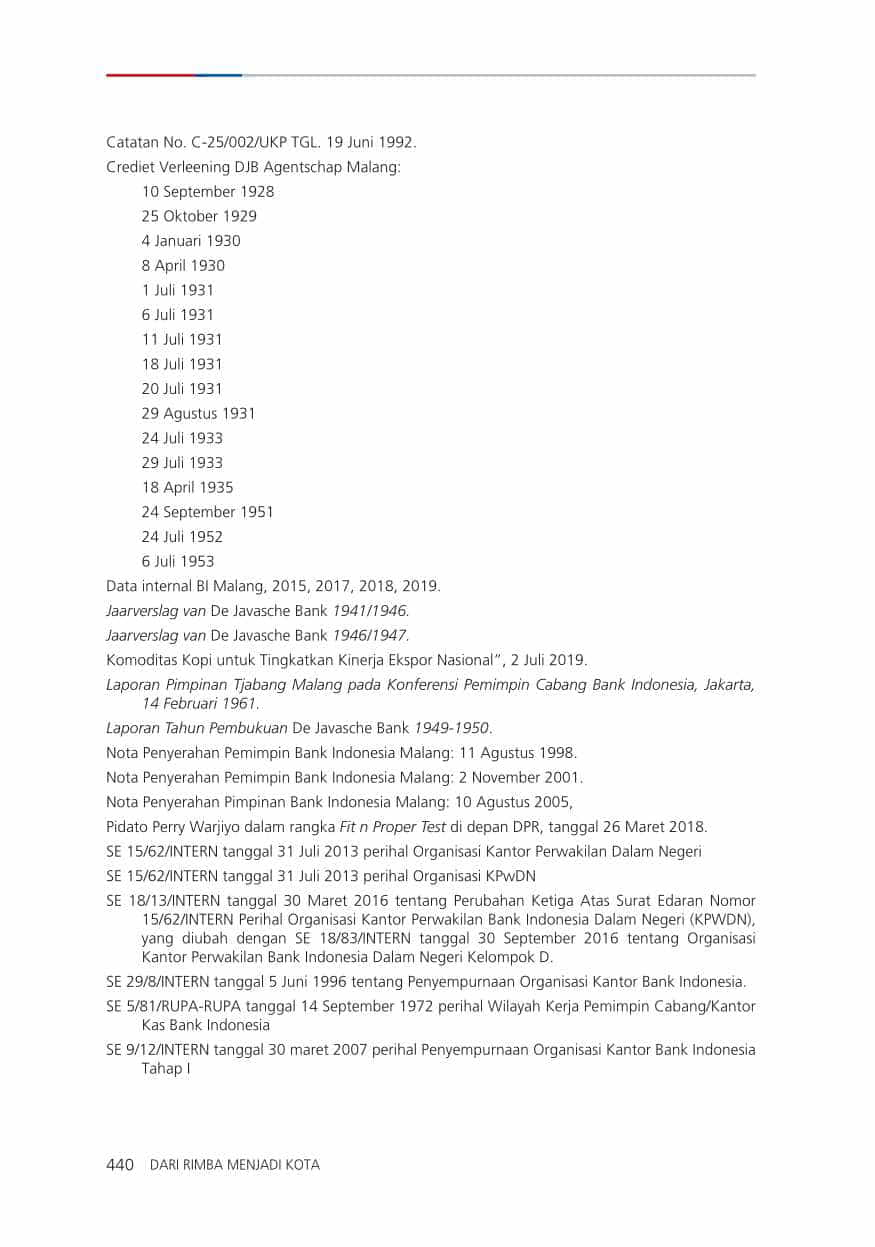 Catatan No. C-25/002/UKP TGL. 19 Juni 1992.
Crediet Verleening DJB Agentschap Malang:
10 September 1928
25 Oktober 1929
4 Januari 1930
8 April 1930
1 Juli 1931
6 Juli 1931
11 Juli 1931
18 Juli 1931
20 Juli 1931
29 Agustus 1931
24 Juli 1933
29 Juli 1933
18 April 1935
24 September 1951
24 Juli 1952
6 Juli 1953
Data internal BI Malang, 2015, 2017, 2018, 2019.
Jaarverslag van De Javasche Bank 1941/1946.
Jaarverslag van De Javasche Bank 1946/1947.
Komoditas Kopi untuk Tingkatkan Kinerja Ekspor Nasional”, 2 Juli 2019.
Laporan Pimpinan Tjabang Malang pada Konferensi Pemimpin Cabang Bank Indonesia, Jakarta,
14 Februari 1961.
Laporan Tahun Pembukuan De Javasche Bank 1949-1950.
Nota Penyerahan Pemimpin Bank Indonesia Malang: 11 Agustus 1998.
Nota Penyerahan Pemimpin Bank Indonesia Malang: 2 November 2001.
Nota Penyerahan Pimpinan Bank Indonesia Malang: 10 Agustus 2005,
Pidato Perry Warjiyo dalam rangka Fit n Proper Test di depan DPR, tanggal 26 Maret 2018.
SE 15/62/INTERN tanggal 31 Juli 2013 perihal Organisasi Kantor Perwakilan Dalam Negeri
SE 15/62/INTERN tanggal 31 Juli 2013 perihal Organisasi KPwDN
SE 18/13/INTERN tanggal 30 Maret 2016 tentang Perubahan Ketiga Atas Surat Edaran Nomor
15/62/INTERN Perihal Organisasi Kantor Perwakilan Bank Indonesia Dalam Negeri (KPWDN),
yang diubah dengan SE 18/83/INTERN tanggal 30 September 2016 tentang Organisasi
Kantor Perwakilan Bank Indonesia Dalam Negeri Kelompok D.
SE 29/8/INTERN tanggal 5 Juni 1996 tentang Penyempurnaan Organisasi Kantor Bank Indonesia.
SE 5/81/RUPA-RUPA tanggal 14 September 1972 perihal Wilayah Kerja Pemimpin Cabang/Kantor
Kas Bank Indonesia
SE 9/12/INTERN tanggal 30 maret 2007 perihal Penyempurnaan Organisasi Kantor Bank Indonesia
Tahap I
440 DARI RIMBA MENJADI KOTA